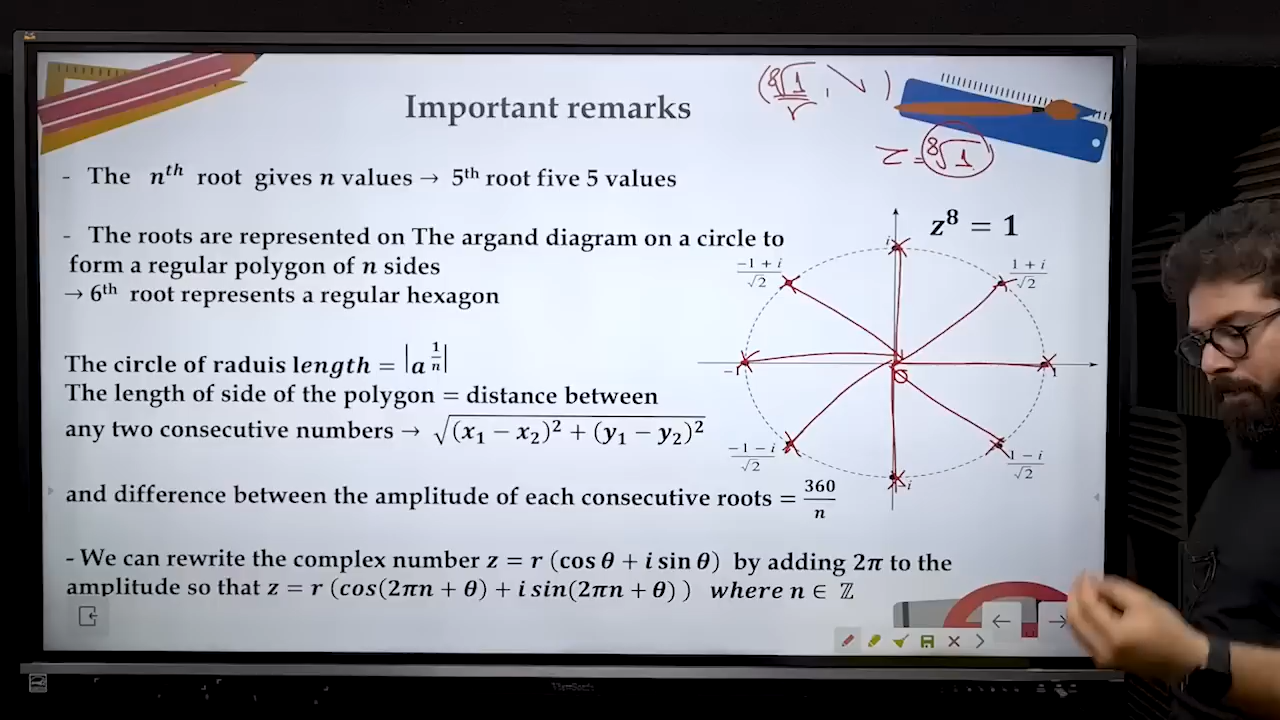 Important remarks
(⁸√1 , )
r
z = ⁸√1
- The nᵗʰ root gives n values → 5ᵗʰ root five 5 values
- The roots are represented on The argand diagram on a circle to
form a regular polygon of n sides
→ 6ᵗʰ root represents a regular hexagon
The circle of raduis length = |a^(1/n)|
The length of side of the polygon = distance between
any two consecutive numbers → √((x₁ − x₂)² + (y₁ − y₂)²)
and difference between the amplitude of each consecutive roots = 360/n
- We can rewrite the complex number z = r (cos θ + i sin θ) by adding 2π to the
amplitude so that z = r (cos(2πn + θ) + i sin(2πn + θ) ) where n ∈ ℤ
z⁸ = 1
i
(−1 + i)/√2
(1 + i)/√2
−1
1
(−1 − i)/√2
−i
(1 − i)/√2